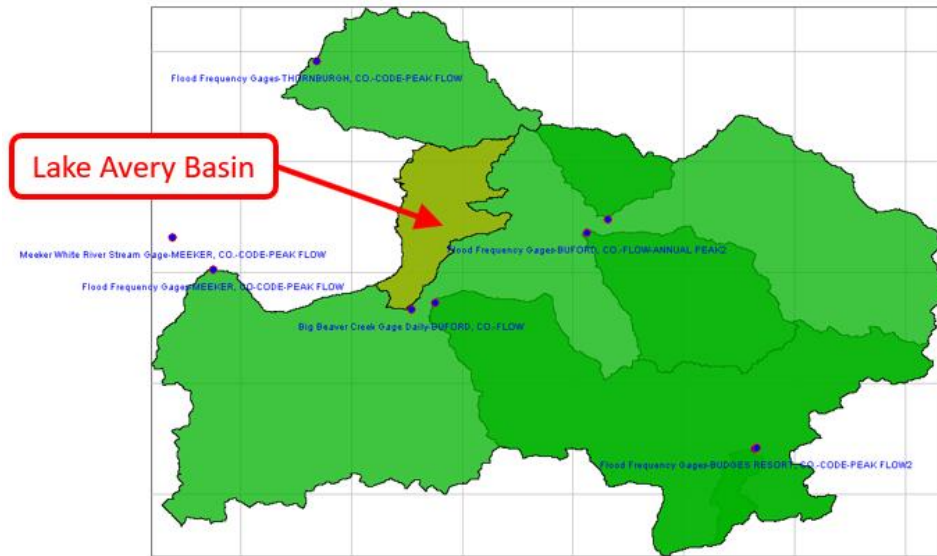 Flood Frequency Gages-THORNBURGH, CO.-CODE-PEAK FLOW
Lake Avery Basin
Flood Frequency Gages-BUFORD, CO.-FLOW-ANNUAL PEAK2
Meeker White River Stream Gage-MEEKER, CO.-CODE-PEAK FLOW
Flood Frequency Gages-MEEKER, CO-CODE-PEAK FLOW
Big Beaver Creek Gage Daily-BUFORD, CO.-FLOW
Flood Frequency Gages-BUDGES RESORT, CO.-CODE-PEAK FLOW2